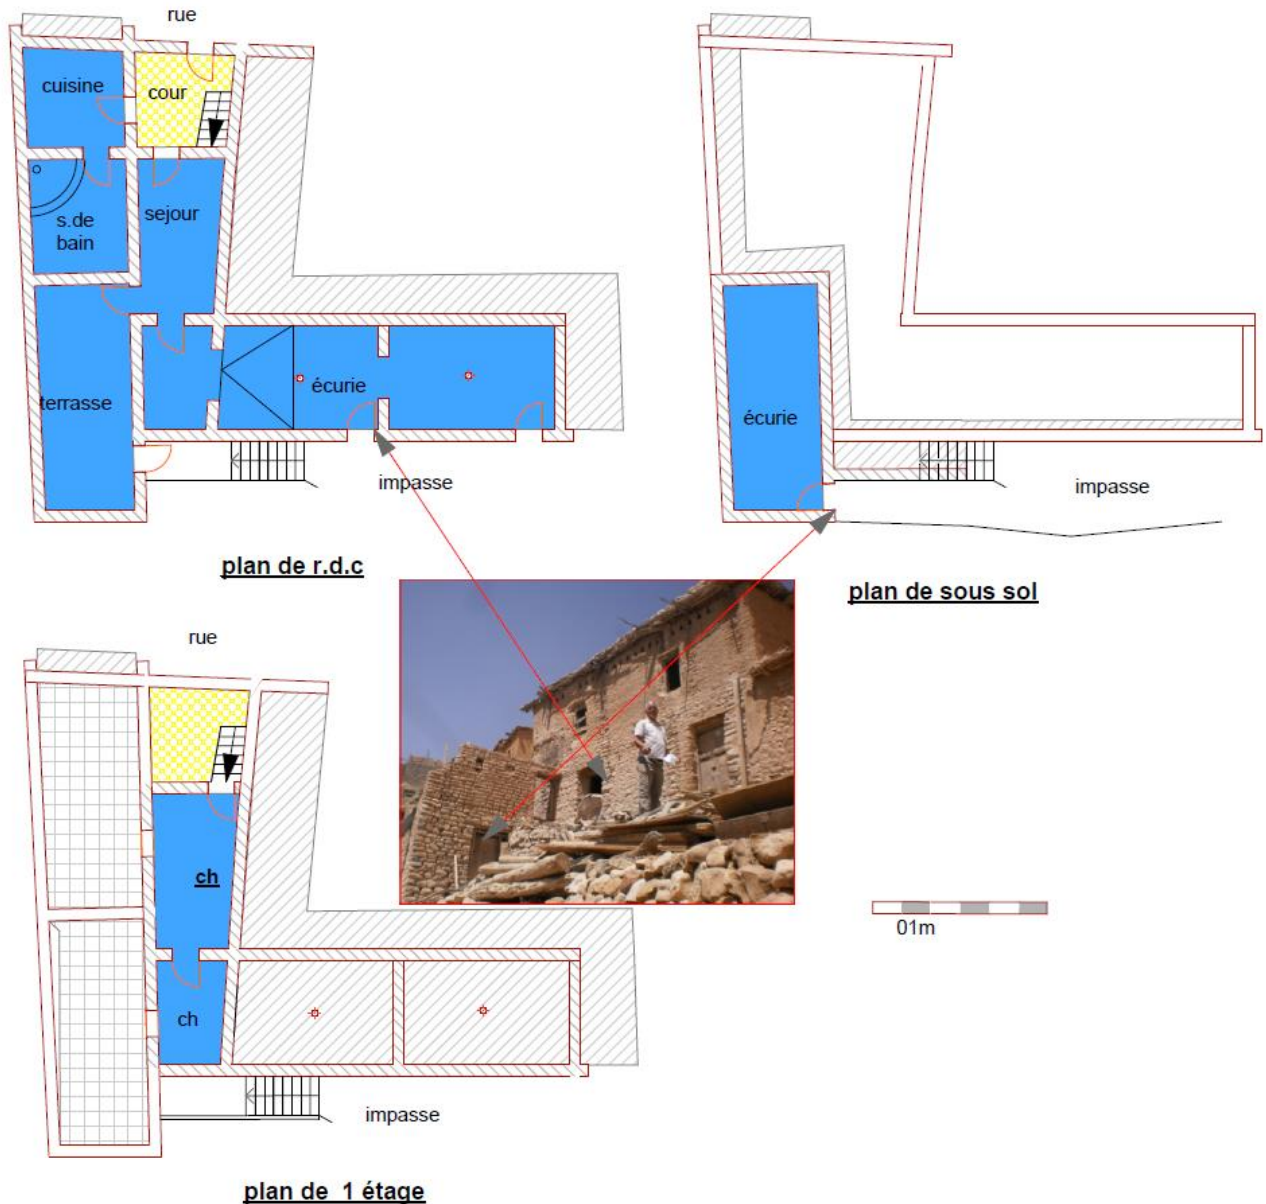 rue
cuisine
cour
s.de
bain
sejour
terrasse
écurie
impasse
plan de r.d.c
écurie
impasse
plan de sous sol
rue
ch
ch
impasse
plan de 1 étage
01m